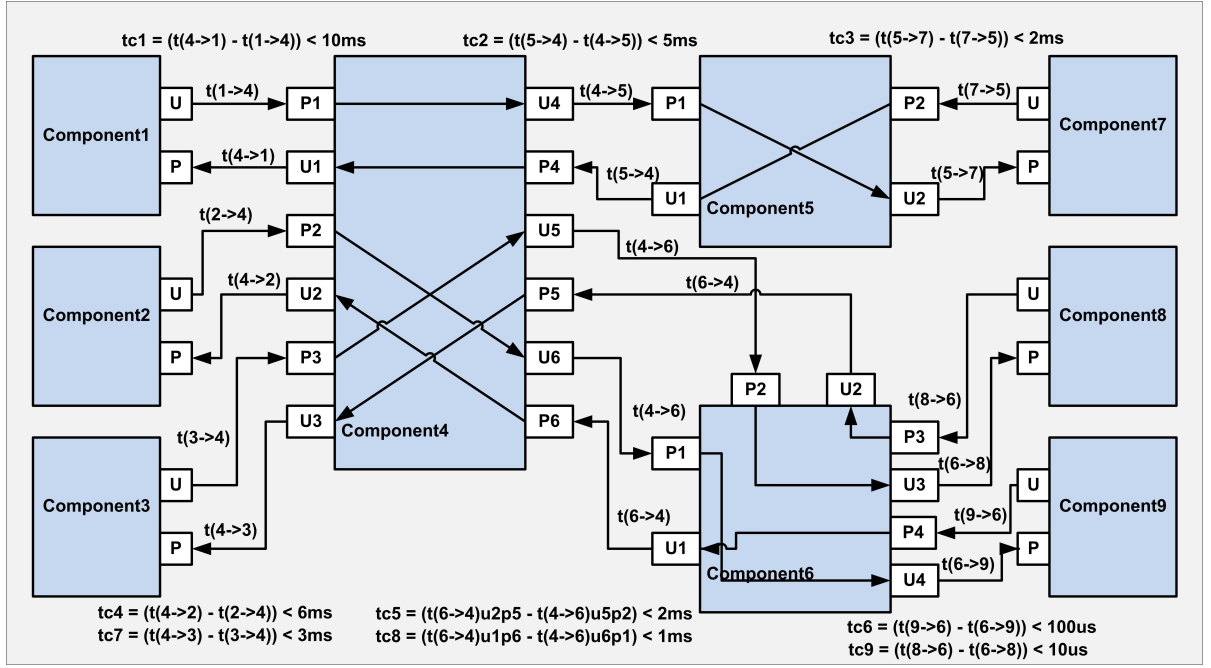 tc1 = (t(4->1) - t(1->4)) < 10ms
tc2 = (t(5->4) - t(4->5)) < 5ms
tc3 = (t(5->7) - t(7->5)) < 2ms
Component1
U
t(1->4)
P1
P
t(4->1)
U1
Component2
U
t(2->4)
P2
P
t(4->2)
U2
Component3
U
t(3->4)
P3
P
t(4->3)
U3
Component4
U4
t(4->5)
P1
P4
t(5->4)
U1
Component5
P2
t(7->5)
U
U2
t(5->7)
P
Component7
U5
t(4->6)
P2
P5
t(6->4)
U2
U6
t(4->6)
P1
P6
t(6->4)
U1
Component6
P3
t(8->6)
U
U3
t(6->8)
P
Component8
P4
t(9->6)
U
U4
t(6->9)
P
Component9
tc4 = (t(4->2) - t(2->4)) < 6ms
tc7 = (t(4->3) - t(3->4)) < 3ms
tc5 = (t(6->4)u2p5 - t(4->6)u5p2) < 2ms
tc8 = (t(6->4)u1p6 - t(4->6)u6p1) < 1ms
tc6 = (t(9->6) - t(6->9)) < 100us
tc9 = (t(8->6) - t(6->8)) < 10us